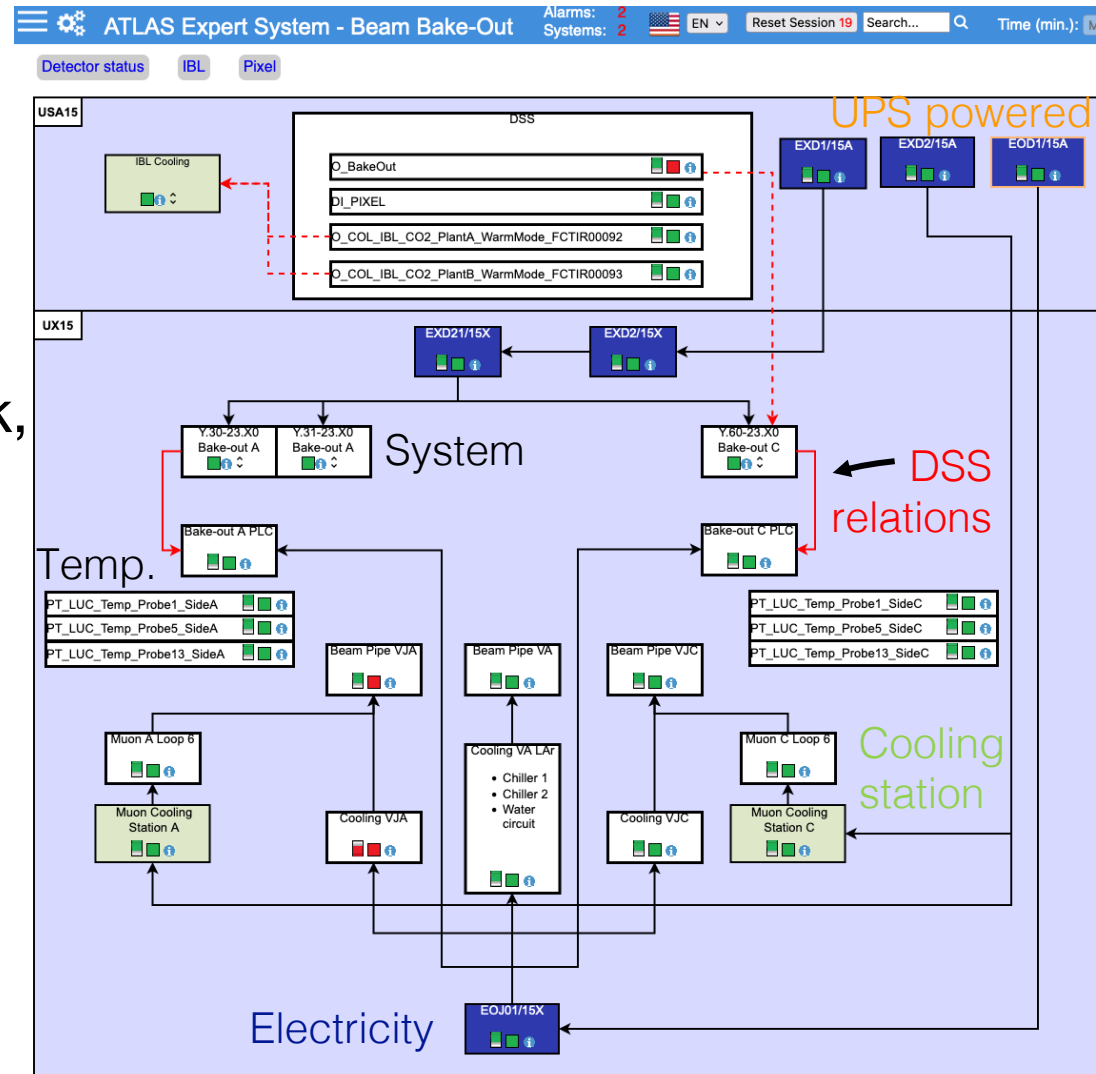 ATLAS Expert System - Beam Bake-Out
Alarms: 2
Systems: 2
EN
Reset Session 19
Search...
Time (min.):
Detector status
IBL
Pixel
USA15
UPS powered
DSS
IBL Cooling
O_BakeOut
DI_PIXEL
O_COL_IBL_CO2_PlantA_WarmMode_FCTIR00092
O_COL_IBL_CO2_PlantB_WarmMode_FCTIR00093
EXD1/15A
EXD2/15A
EOD1/15A
UX15
EXD21/15X
EXD2/15X
k,
Y.30-23.X0
Bake-out A
Y.31-23.X0
Bake-out A
System
Y.60-23.X0
Bake-out C
DSS
relations
Bake-out A PLC
Bake-out C PLC
Temp.
PT_LUC_Temp_Probe1_SideA
PT_LUC_Temp_Probe5_SideA
PT_LUC_Temp_Probe13_SideA
PT_LUC_Temp_Probe1_SideC
PT_LUC_Temp_Probe5_SideC
PT_LUC_Temp_Probe13_SideC
Beam Pipe VJA
Beam Pipe VA
Beam Pipe VJC
Muon A Loop 6
Cooling VA LAr
• Chiller 1
• Chiller 2
• Water
circuit
Muon C Loop 6
Cooling
station
Muon Cooling
Station A
Cooling VJA
Cooling VJC
Muon Cooling
Station C
Electricity
EOJ01/15X